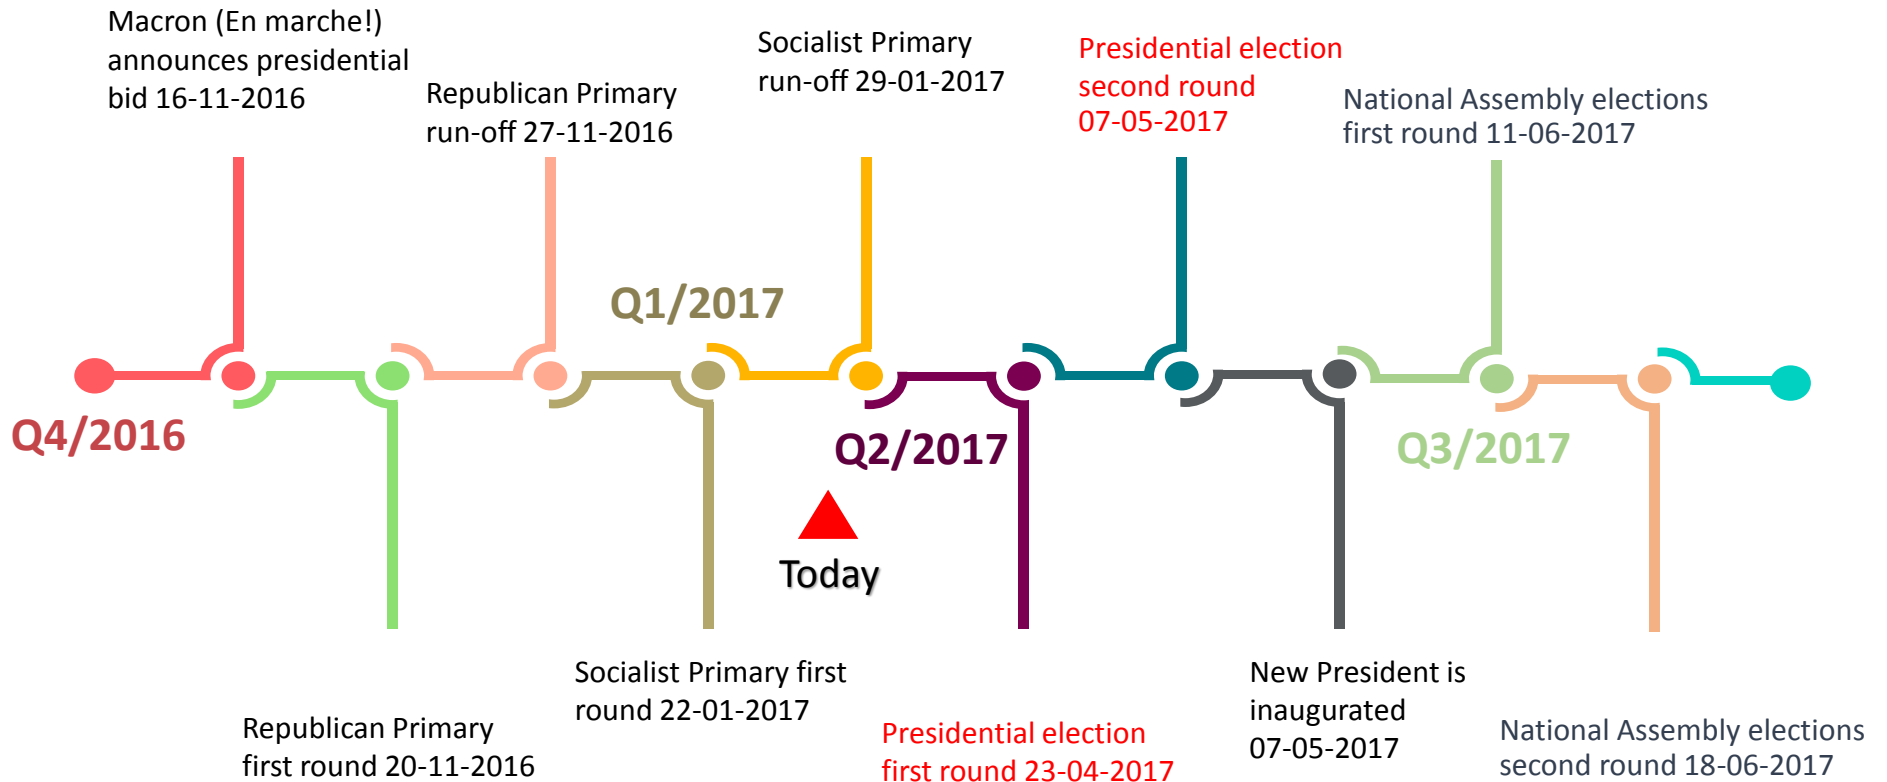 Macron (En marche!)
announces presidential
bid 16-11-2016
Republican Primary
run-off 27-11-2016
Socialist Primary
run-off 29-01-2017
Presidential election
second round
07-05-2017
National Assembly elections
first round 11-06-2017
Q1/2017
Q4/2016
Q2/2017
Q3/2017
Today
Republican Primary
first round 20-11-2016
Socialist Primary first
round 22-01-2017
Presidential election
first round 23-04-2017
New President is
inaugurated
07-05-2017
National Assembly elections
second round 18-06-2017